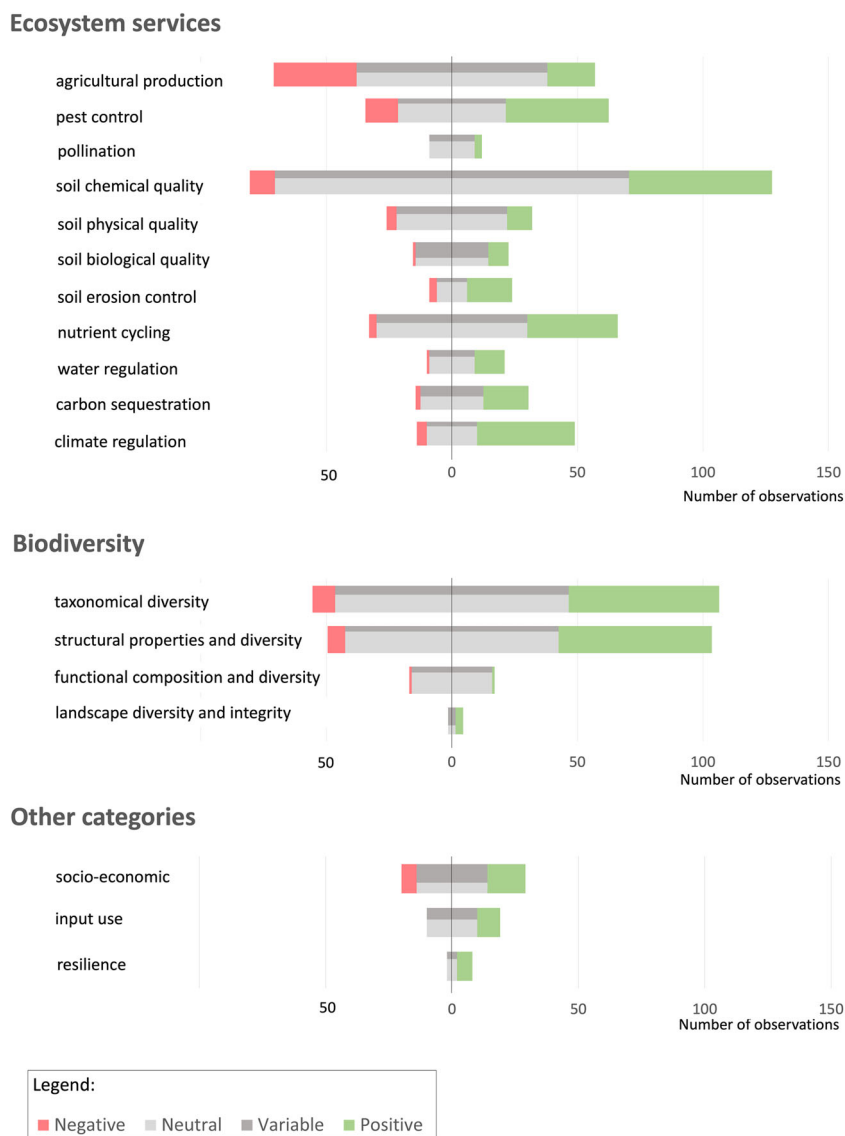 Ecosystem services
agricultural production
pest control
pollination
soil chemical quality
soil physical quality
soil biological quality
soil erosion control
nutrient cycling
water regulation
carbon sequestration
climate regulation
50 0 50 100 150
Number of observations
Biodiversity
taxonomical diversity
structural properties and diversity
functional composition and diversity
landscape diversity and integrity
50 0 50 100 150
Number of observations
Other categories
socio-economic
input use
resilience
50 0 50 100 150
Number of observations
Legend:
Negative Neutral Variable Positive